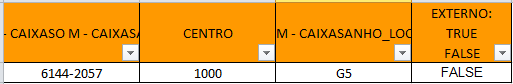 - CAIXASO M - CAIXASA
CENTRO
M - CAIXASANHO_LOC
EXTERNO:
TRUE
FALSE
6144-2057
1000
G5
FALSE